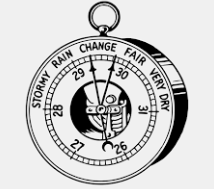 STORMY RAIN CHANGE FAIR VERY DRY
29 30
28 31
27 26